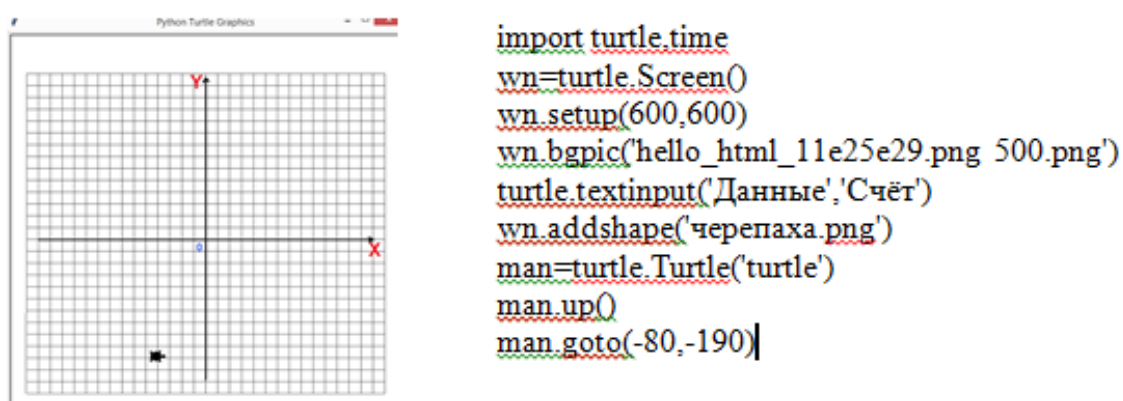 Python Turtle Graphics
Y
0
X
import turtle,time
wn=turtle.Screen()
wn.setup(600,600)
wn.bgpic('hello_html_11e25e29.png 500.png')
turtle.textinput('Данные','Счёт')
wn.addshape('черепаха.png')
man=turtle.Turtle('turtle')
man.up()
man.goto(-80,-190)